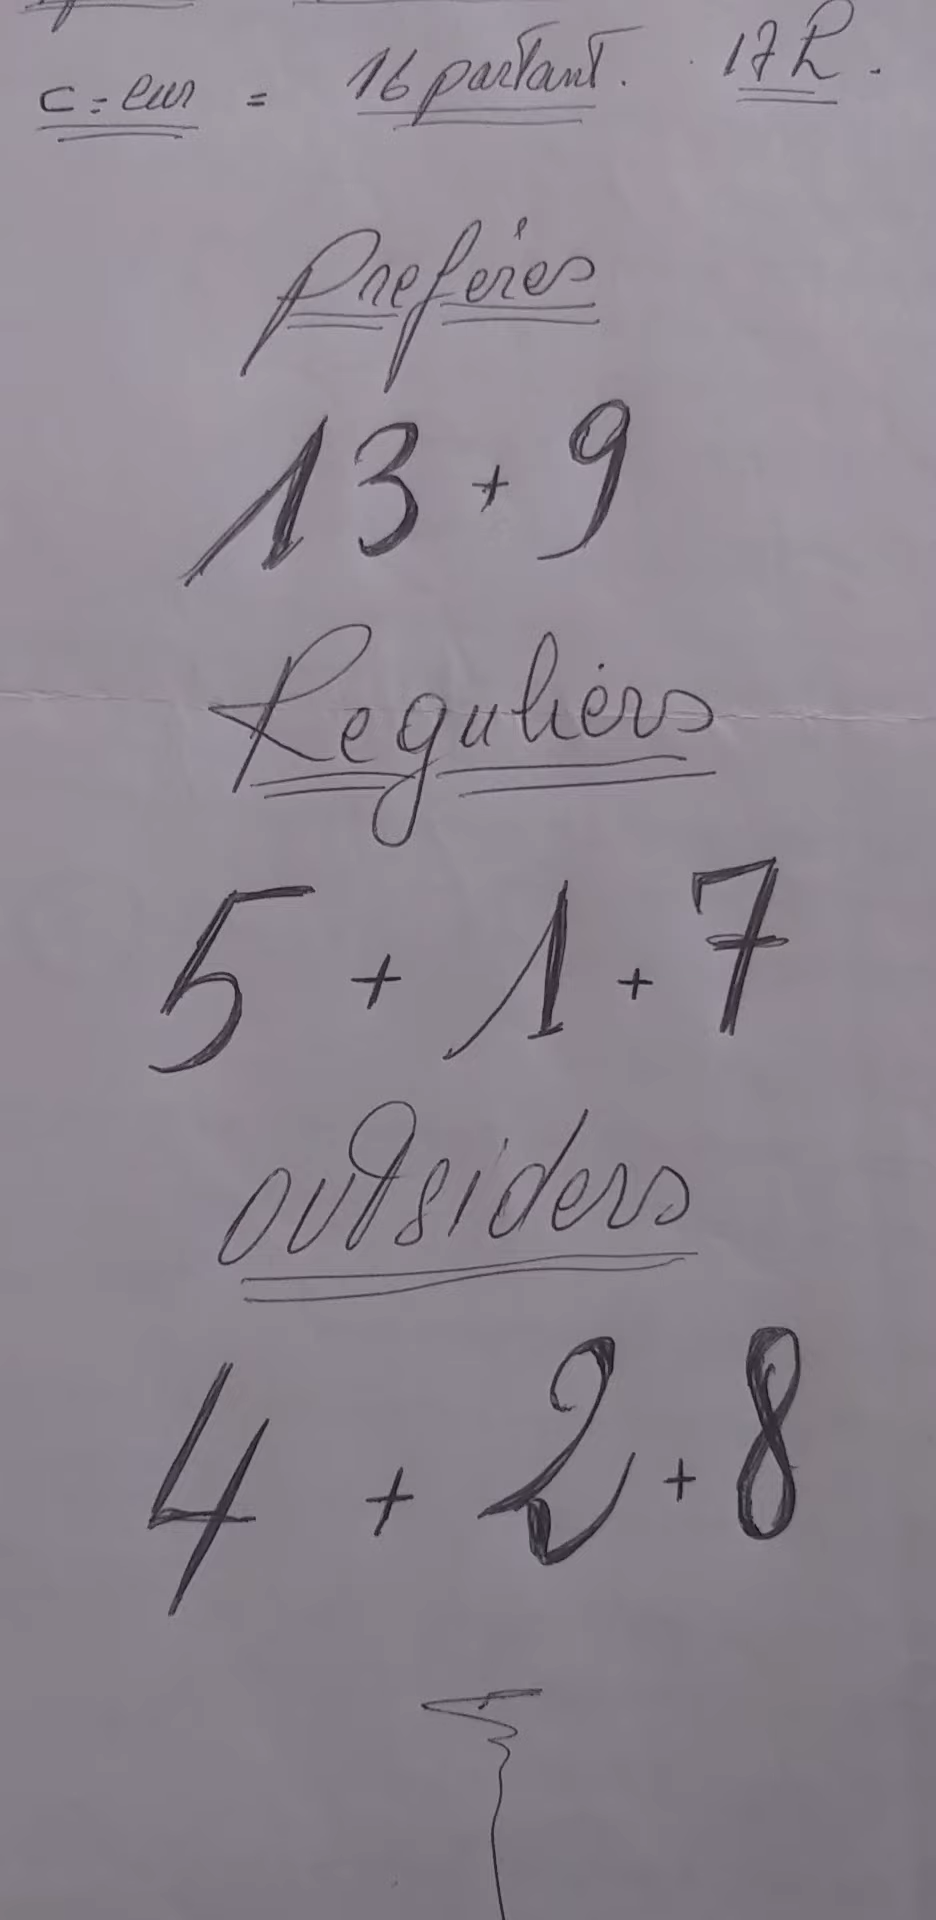 c = eur = 16 partant. 17 h.
Preferes
13 + 9
Reguliers
5 + 1 + 7
outsiders
4 + 2 + 8